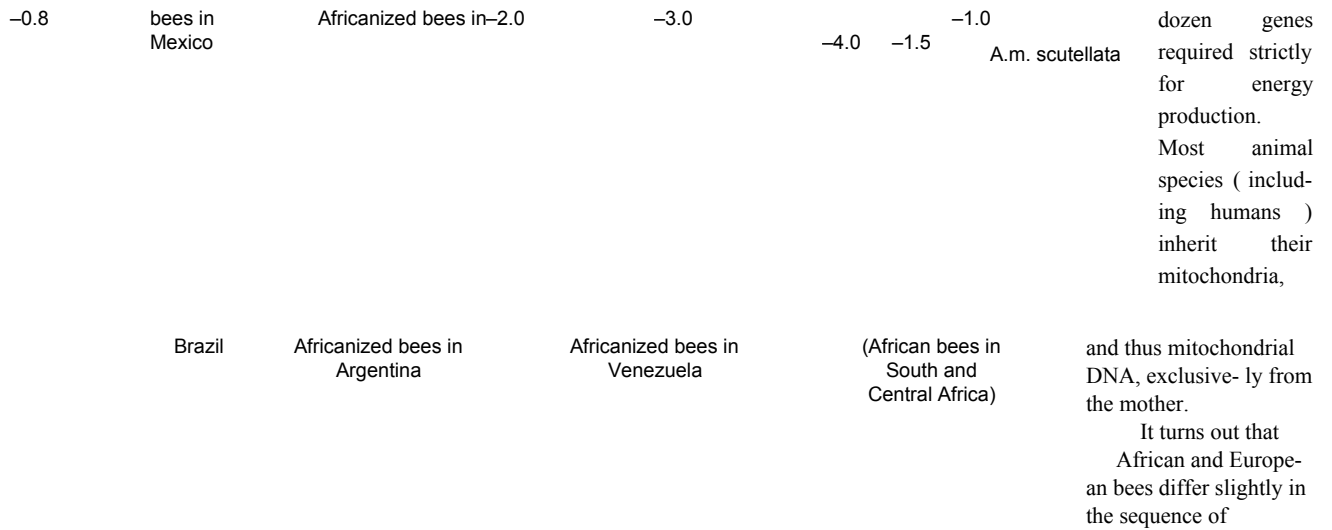 –0.8
bees in
Mexico
Africanized bees in–2.0
–3.0
–4.0
–1.5
–1.0
A.m. scutellata
dozen genes
required strictly
for energy
production.
Most animal
species ( includ-
ing humans )
inherit their
mitochondria,
Brazil
Africanized bees in
Argentina
Africanized bees in
Venezuela
(African bees in
South and
Central Africa)
and thus mitochondrial
DNA, exclusive- ly from
the mother.
It turns out that
African and Europe-
an bees differ slightly in
the sequence of